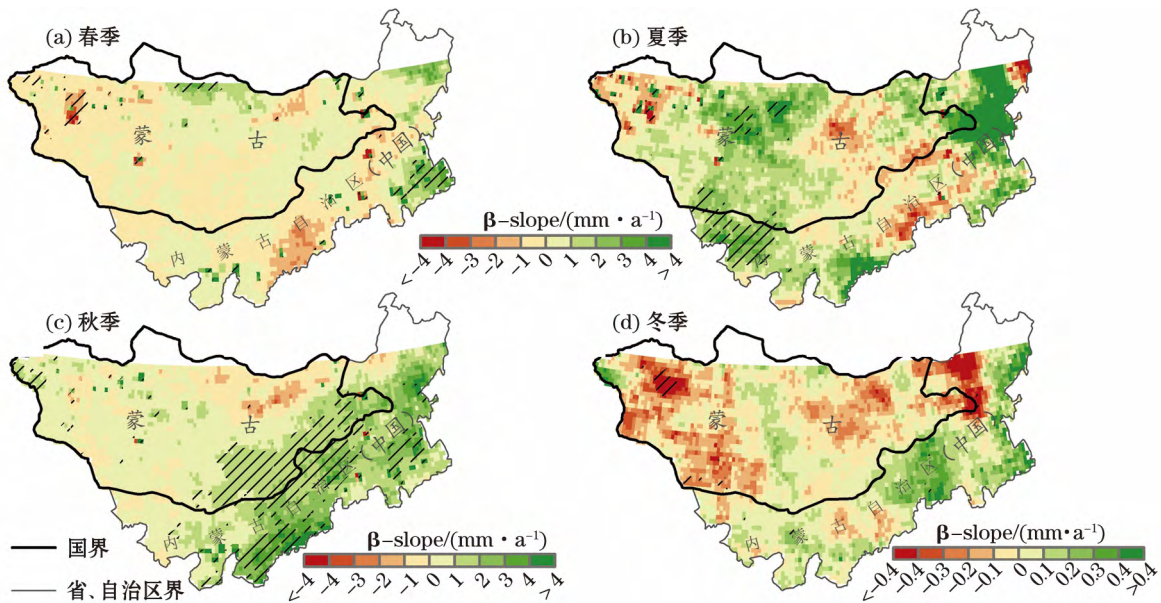 (a) 春季
蒙 古
内 蒙 古 自 治 区 (中国)
(b) 夏季
蒙 古
内 蒙 古 自 治 区 (中国)
β-slope/(mm·a⁻¹)
<-4 -4 -3 -2 -1 0 1 2 3 4 >4
(c) 秋季
蒙 古
内 蒙 古 自 治 区 (中国)
国界
省、自治区界
β-slope/(mm·a⁻¹)
<-4 -4 -3 -2 -1 0 1 2 3 4 >4
(d) 冬季
蒙 古
内 蒙 古 自 治 区 (中国)
β-slope/(mm·a⁻¹)
<-0.4 -0.4 -0.3 -0.2 -0.1 0 0.1 0.2 0.3 0.4 >0.4